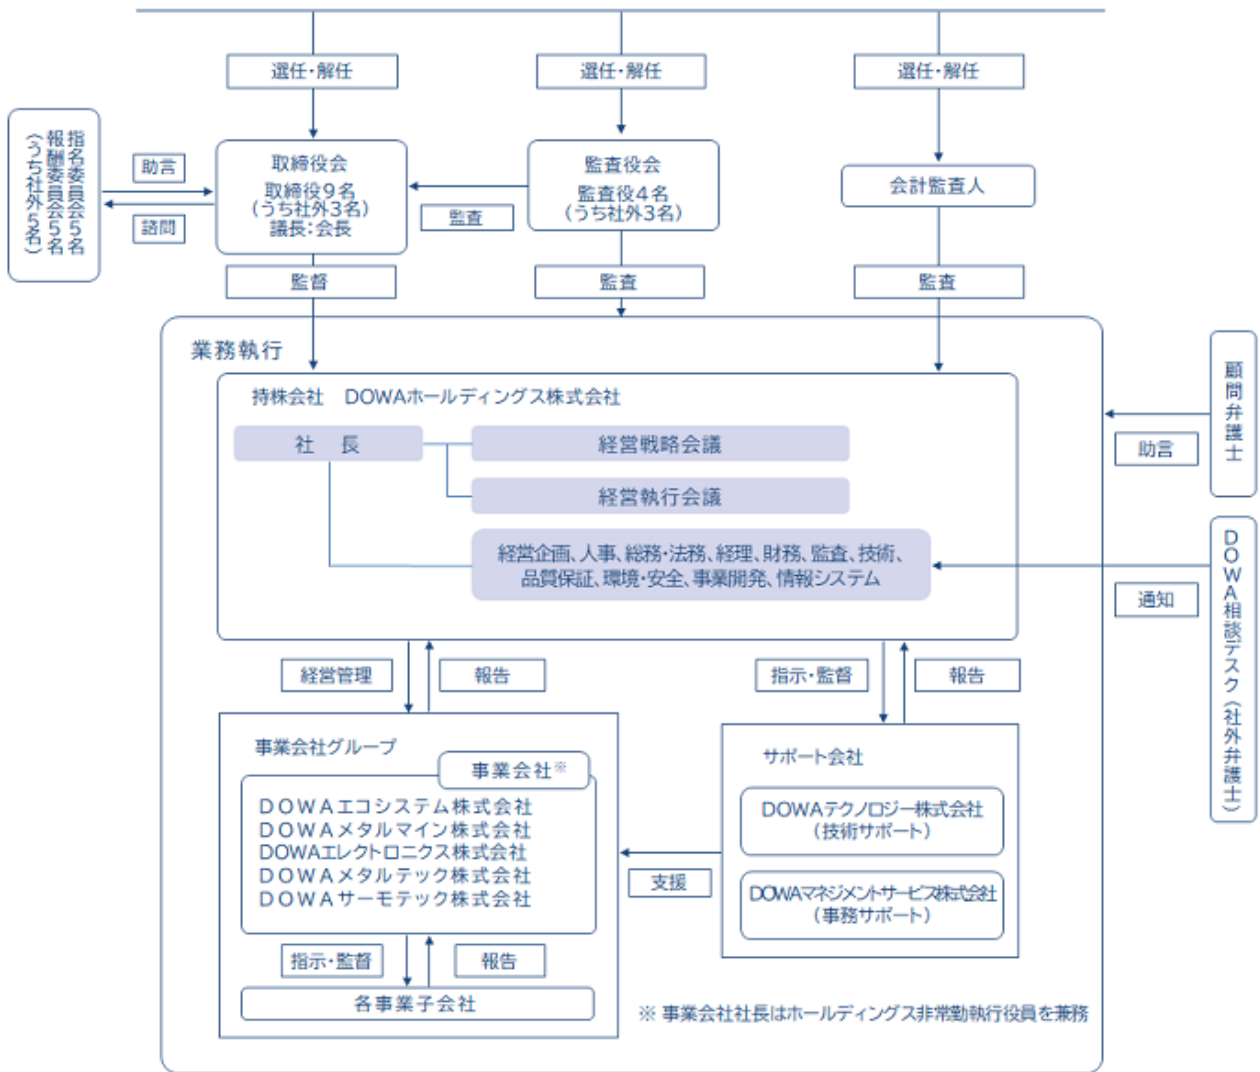 選任・解任
選任・解任
選任・解任
指名委員会5名
報酬委員会5名
（うち社外5名）
助言
諮問
取締役会
取締役9名
（うち社外3名）
議長：会長
監査
監査役会
監査役4名
（うち社外3名）
会計監査人
監督
監査
監査
業務執行
持株会社　DOWAホールディングス株式会社
社　長
経営戦略会議
経営執行会議
経営企画、人事、総務・法務、経理、財務、監査、技術、
品質保証、環境・安全、事業開発、情報システム
顧問弁護士
助言
DOWA相談デスク（社外弁護士）
通知
経営管理
報告
指示・監督
報告
事業会社グループ
事業会社※
DOWAエコシステム株式会社
DOWAメタルマイン株式会社
DOWAエレクトロニクス株式会社
DOWAメタルテック株式会社
DOWAサーモテック株式会社
指示・監督
報告
各事業子会社
支援
サポート会社
DOWAテクノロジー株式会社
（技術サポート）
DOWAマネジメントサービス株式会社
（事務サポート）
※ 事業会社社長はホールディングス非常勤執行役員を兼務